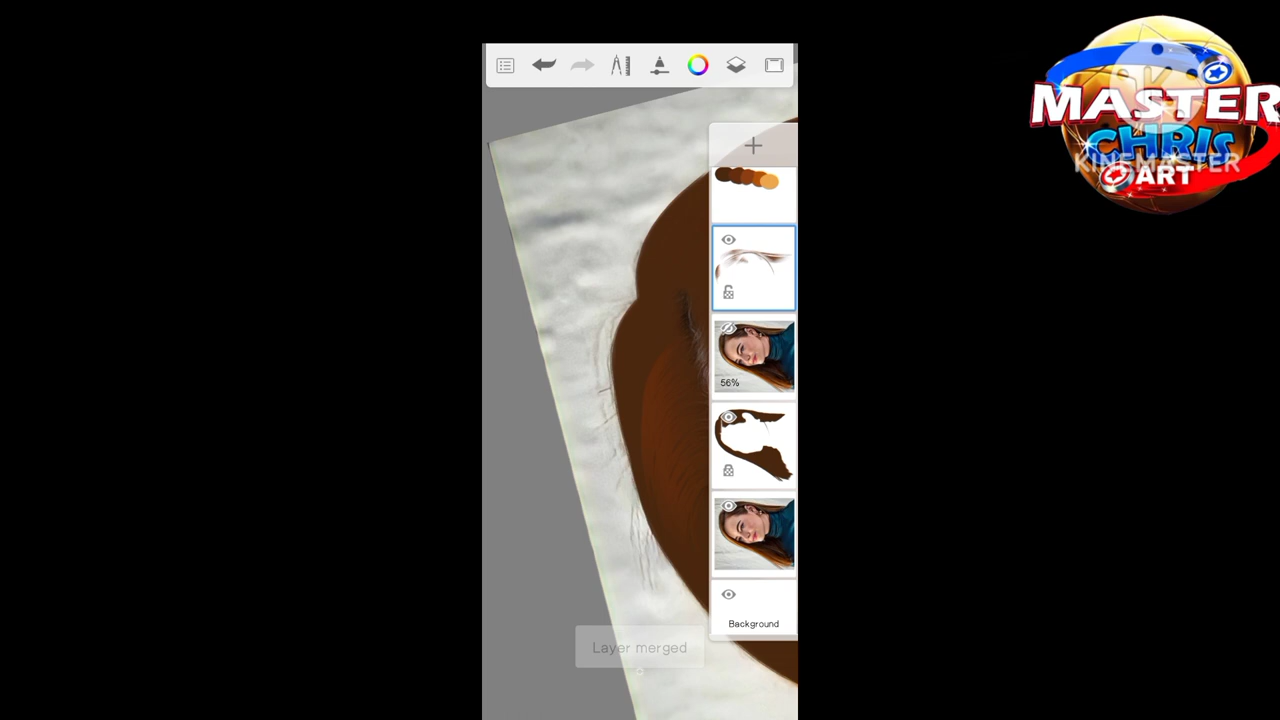 MASTER
CHRIS
KINEMASTER
ART
56%
Background
Layer merged